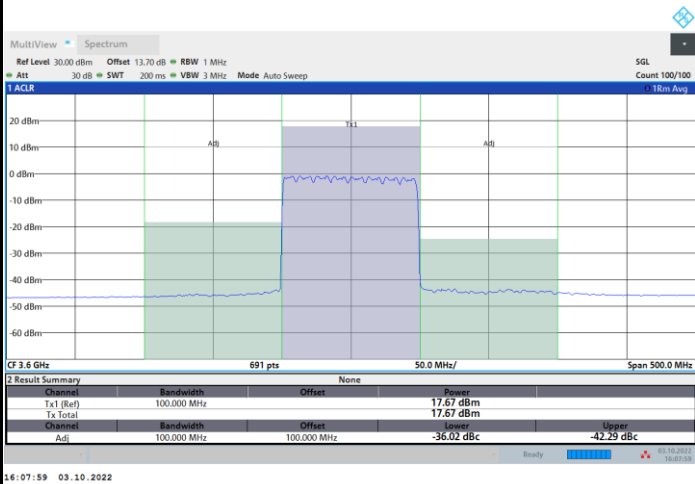 MultiView Spectrum
Ref Level 30.00 dBm Offset 13.70 dB RBW 1 MHz SGL
Att 30 dB SWT 200 ms VBW 3 MHz Mode Auto Sweep Count 100/100
1 ACLR 1Rm Avg
20 dBm
Tx1
10 dBm
Adj
Adj
0 dBm
-10 dBm
-20 dBm
-30 dBm
-40 dBm
-50 dBm
-60 dBm
CF 3.6 GHz 691 pts 50.0 MHz/ Span 500.0 MHz
2 Result Summary None
Channel Bandwidth Offset Power
Tx1 (Ref) 100.000 MHz 17.67 dBm
Tx Total 17.67 dBm
Channel Bandwidth Offset Lower Upper
Adj 100.000 MHz 100.000 MHz -36.02 dBc -42.29 dBc
Ready 03.10.2022
16:07:58
16:07:59 03.10.2022